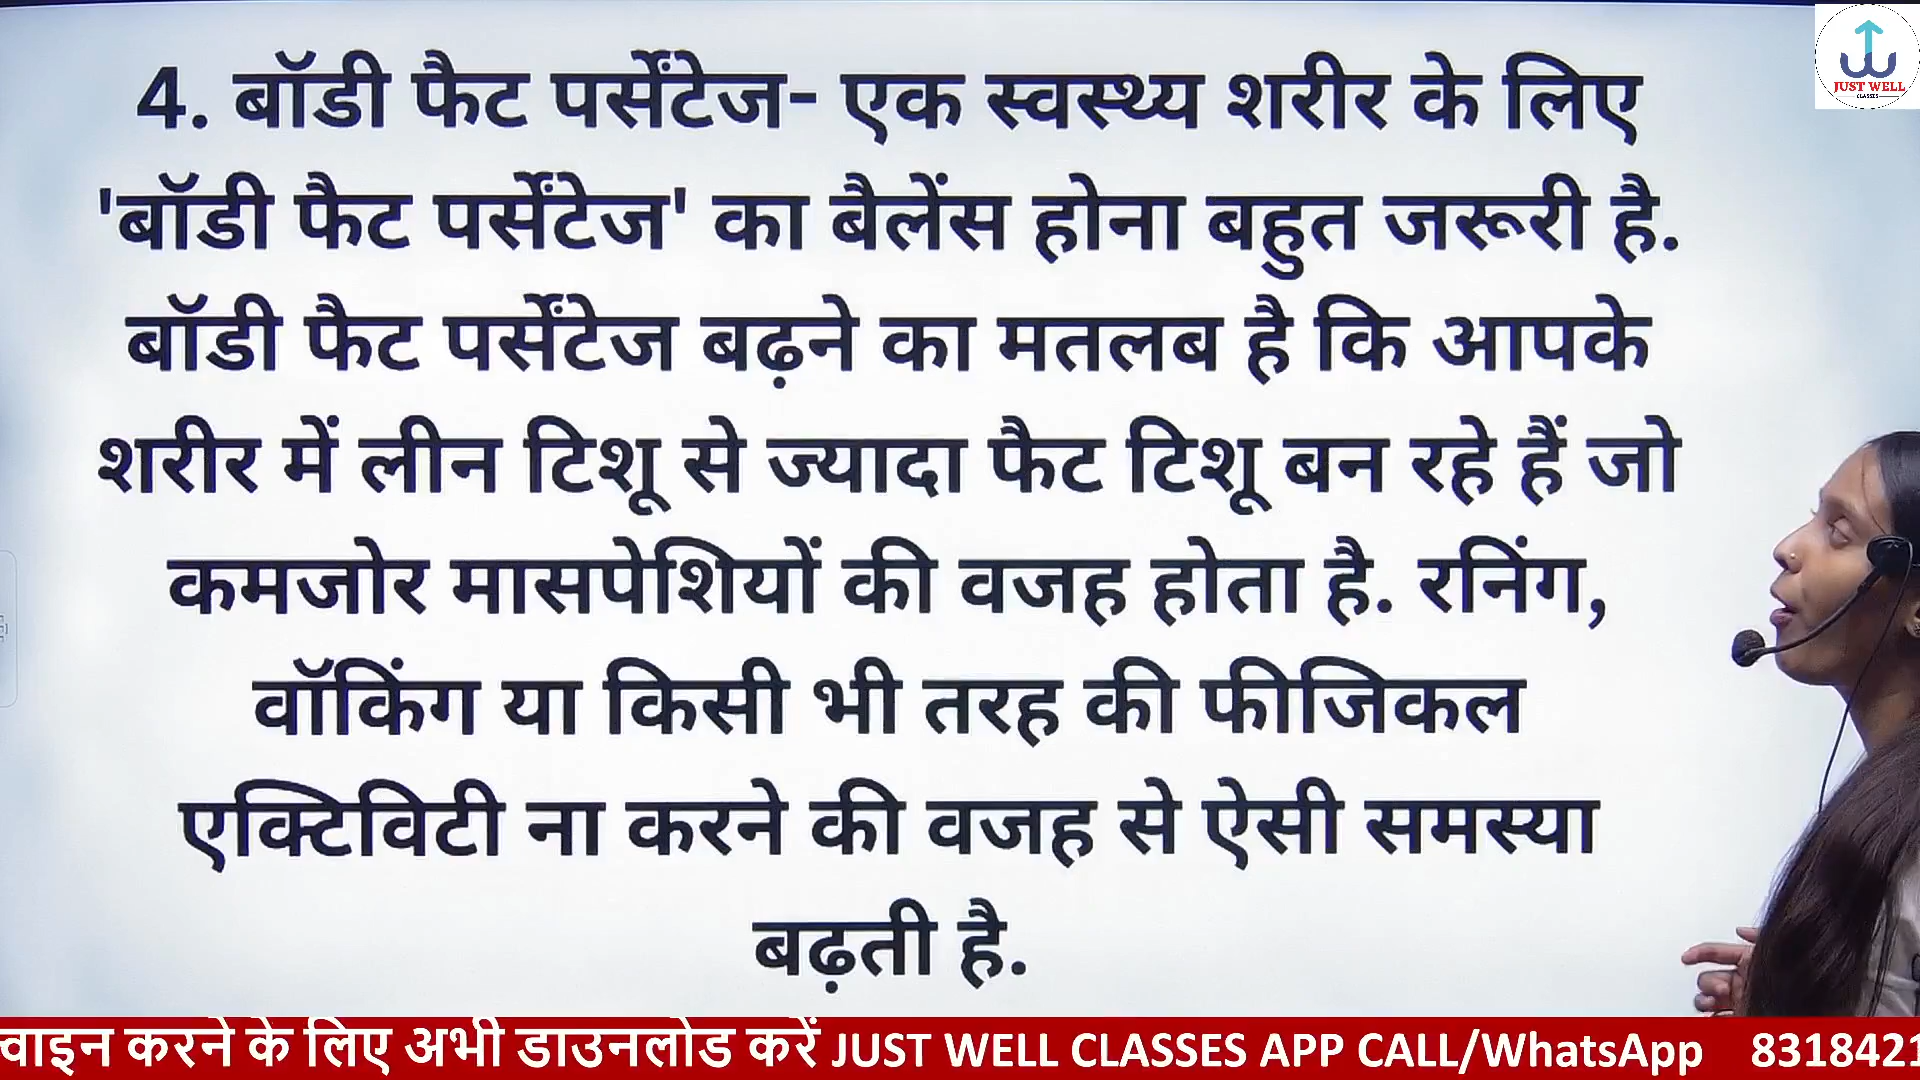 4. बॉडी फैट पर्सेंटेज- एक स्वस्थ्य शरीर के लिए
'बॉडी फैट पर्सेंटेज' का बैलेंस होना बहुत जरूरी है.
बॉडी फैट पर्सेंटेज बढ़ने का मतलब है कि आपके
शरीर में लीन टिशू से ज्यादा फैट टिशू बन रहे हैं जो
कमजोर मासपेशियों की वजह होता है. रनिंग,
वॉकिंग या किसी भी तरह की फीजिकल
एक्टिविटी ना करने की वजह से ऐसी समस्या
बढ़ती है.
JUST WELL
CLASSES
वाइन करने के लिए अभी डाउनलोड करें JUST WELL CLASSES APP CALL/WhatsApp 8318421